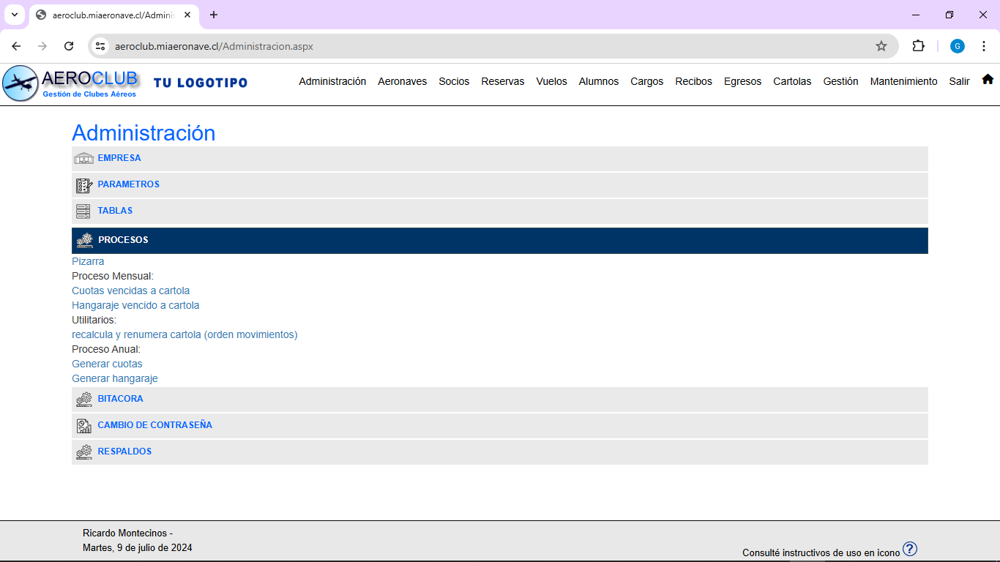 aeroclub.miaeronave.cl/Adminis
aeroclub.miaeronave.cl/Administracion.aspx
G
AEROCLUB
Gestión de Clubes Aéreos
TU LOGOTIPO
Administración Aeronaves Socios Reservas Vuelos Alumnos Cargos Recibos Egresos Cartolas Gestión Mantenimiento Salir
Administración
EMPRESA
PARAMETROS
TABLAS
PROCESOS
Pizarra
Proceso Mensual:
Cuotas vencidas a cartola
Hangaraje vencido a cartola
Utilitarios:
recalcula y renumera cartola (orden movimientos)
Proceso Anual:
Generar cuotas
Generar hangaraje
BITACORA
CAMBIO DE CONTRASEÑA
RESPALDOS
Ricardo Montecinos -
Martes, 9 de julio de 2024
Consulté instructivos de uso en icono ?